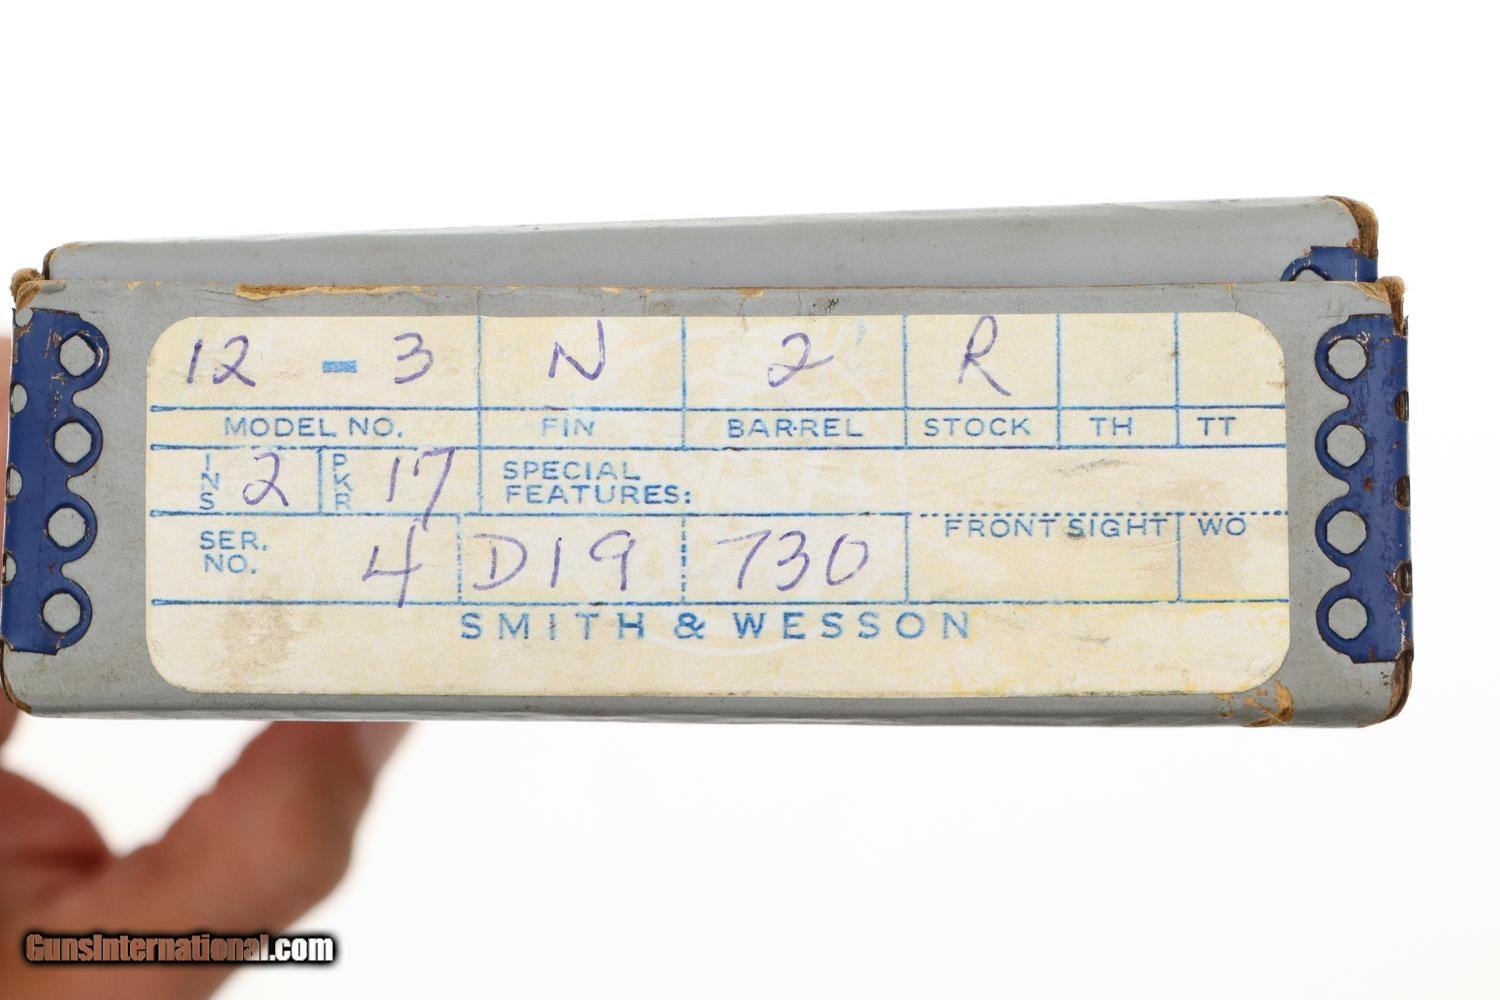 12 - 3 N 2 R
MODEL NO. FIN BARREL STOCK TH TT
INS 2 PKR 17 SPECIAL
FEATURES:
FRONT SIGHT WO
SER. 4 D19 730
NO.
SMITH & WESSON
GunsInternational.com